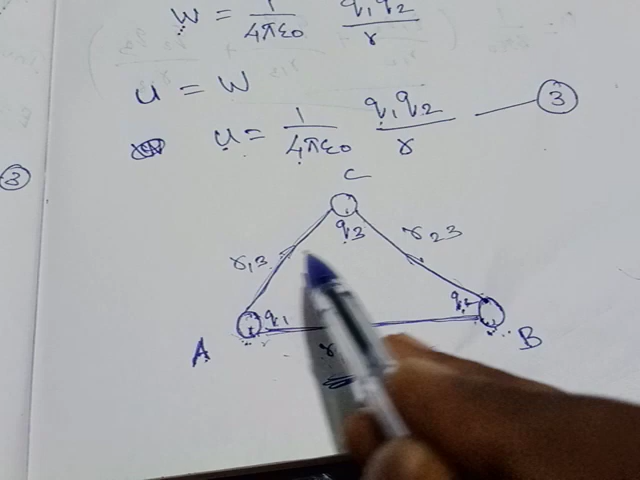 W = 1/4πε0 q1q2/r
u = W
u = 1/4πε0 q1q2/r — 3
3
C
q3
r13 r23
q1 q2
A r B